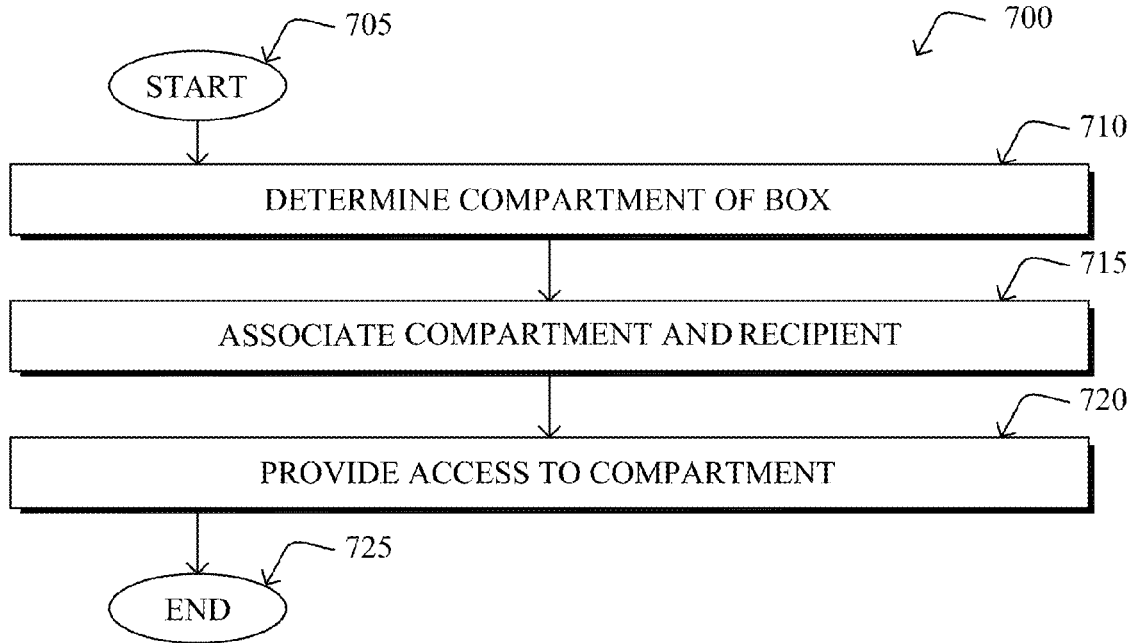 700
705
START
710
DETERMINE COMPARTMENT OF BOX
715
ASSOCIATE COMPARTMENT AND RECIPIENT
720
PROVIDE ACCESS TO COMPARTMENT
725
END